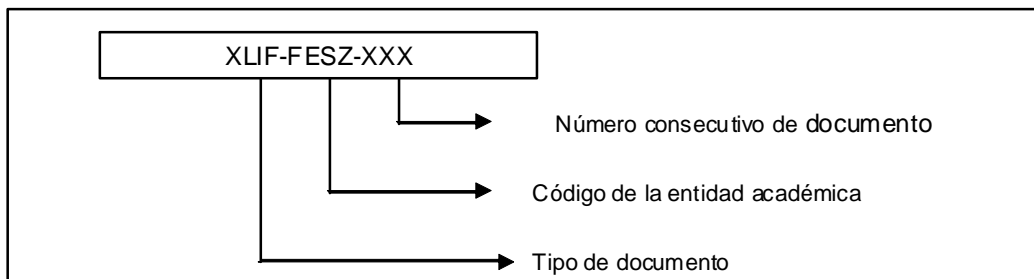 XLIF-FESZ-XXX
Número consecutivo de documento
Código de la entidad académica
Tipo de documento